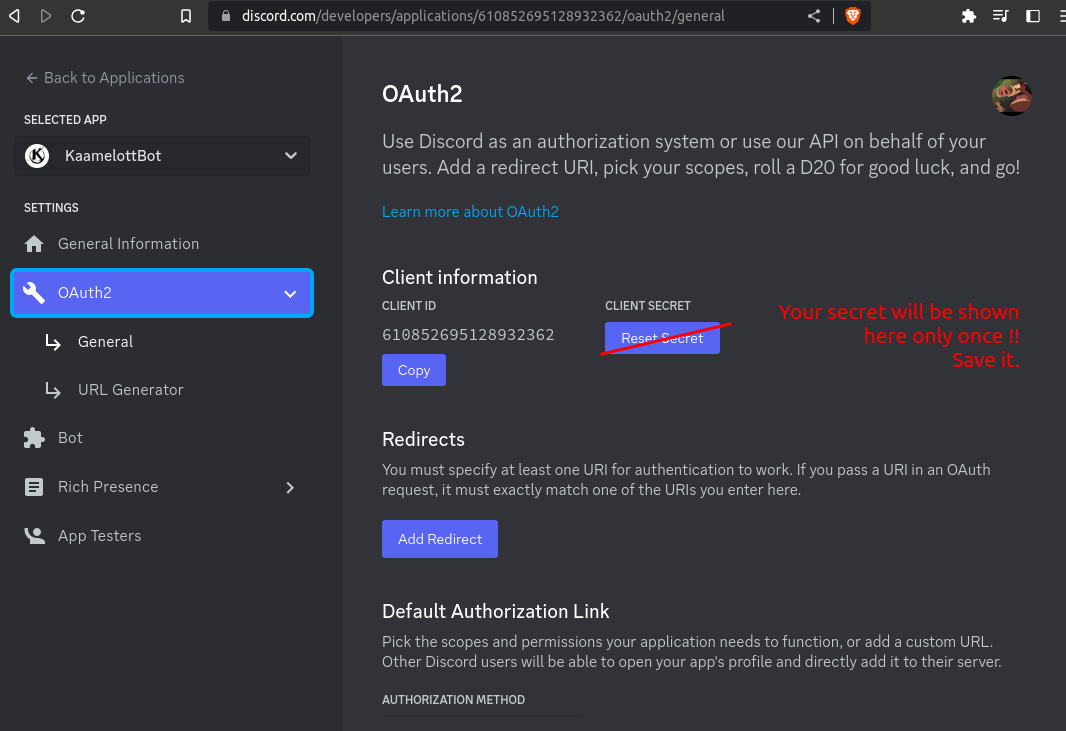 discord.com/developers/applications/610852695128932362/oauth2/general
Back to Applications
SELECTED APP
KaamelottBot
SETTINGS
General Information
OAuth2
General
URL Generator
Bot
Rich Presence
App Testers
OAuth2
Use Discord as an authorization system or use our API on behalf of your
users. Add a redirect URI, pick your scopes, roll a D20 for good luck, and go!
Learn more about OAuth2
Client information
CLIENT ID
610852695128932362
Copy
CLIENT SECRET
Reset Secret
Your secret will be shown
here only once !!
Save it.
Redirects
You must specify at least one URI for authentication to work. If you pass a URI in an OAuth
request, it must exactly match one of the URIs you enter here.
Add Redirect
Default Authorization Link
Pick the scopes and permissions your application needs to function, or add a custom URL.
Other Discord users will be able to open your app's profile and directly add it to their server.
AUTHORIZATION METHOD